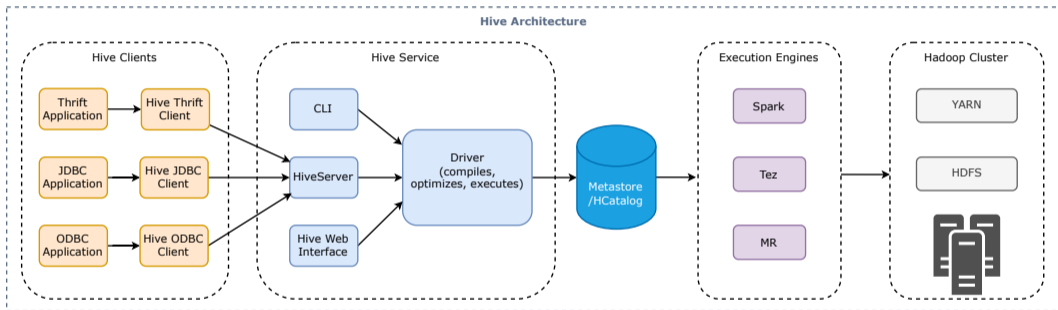 Hive Architecture
Hive Clients
Thrift
Application
Hive Thrift
Client
JDBC
Application
Hive JDBC
Client
ODBC
Application
Hive ODBC
Client
Hive Service
CLI
HiveServer
Hive Web
Interface
Driver
(compiles,
optimizes, executes)
Metastore
/HCatalog
Execution Engines
Spark
Tez
MR
Hadoop Cluster
YARN
HDFS